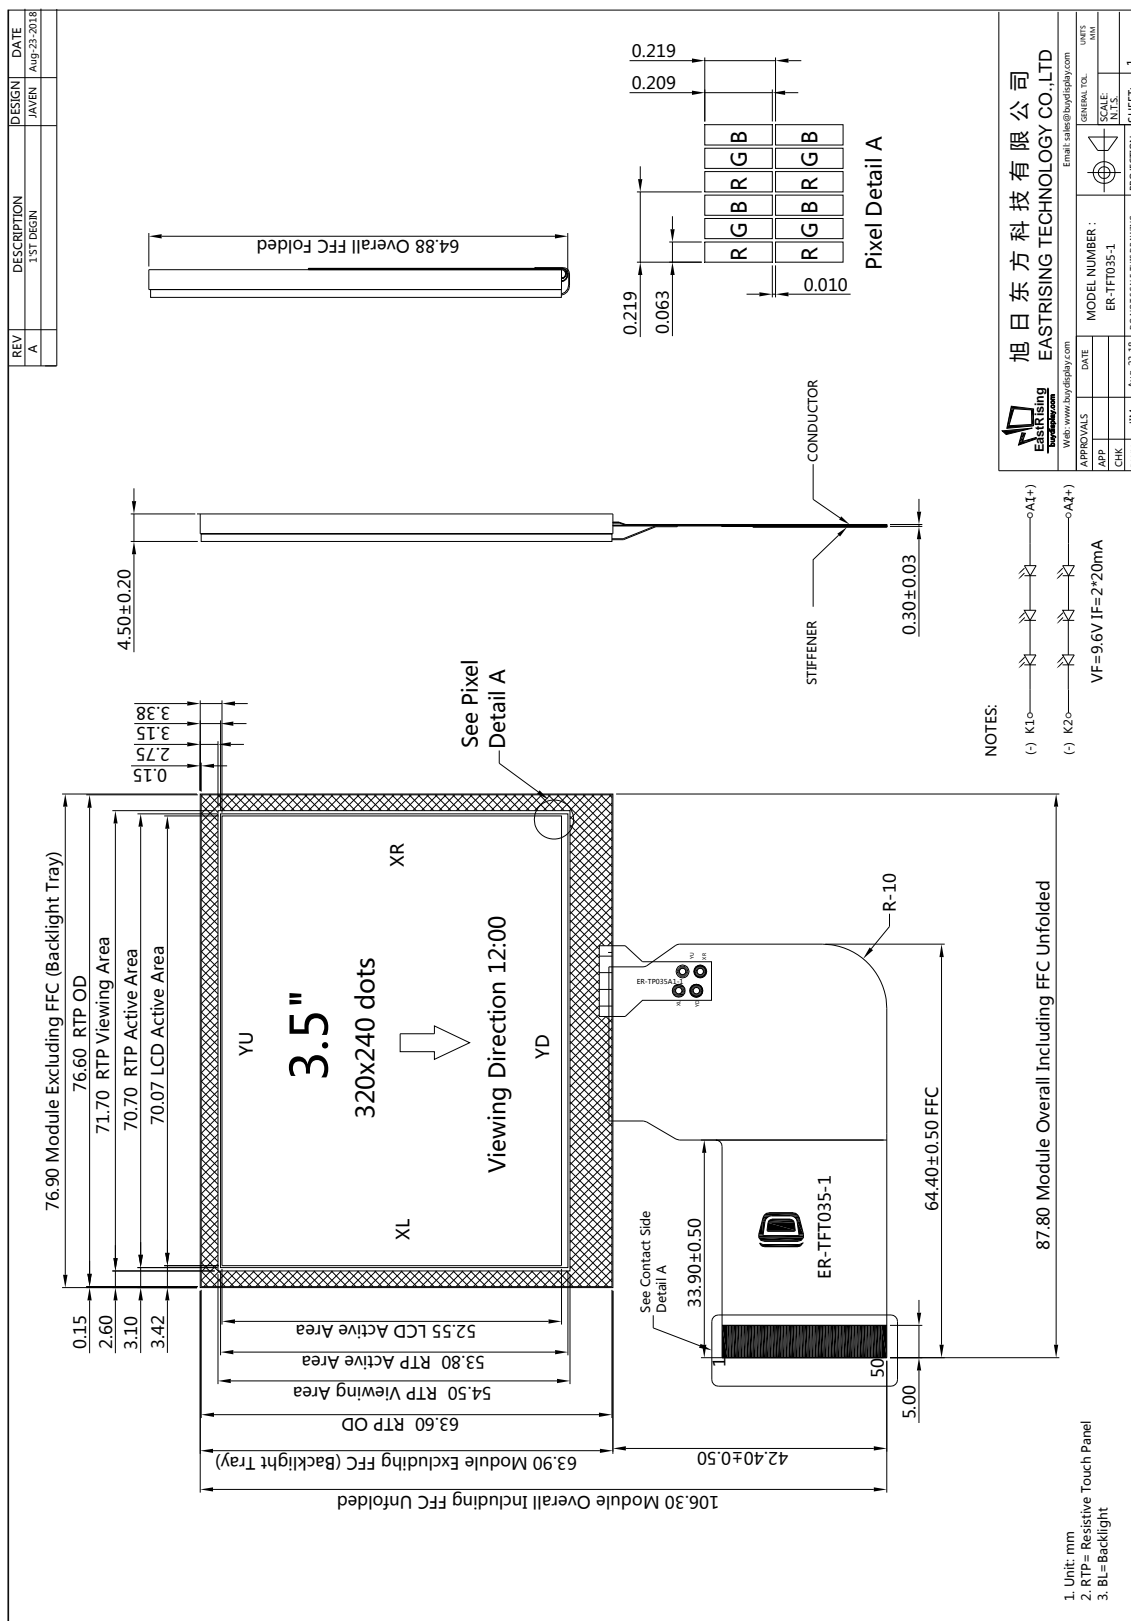 REV DESCRIPTION DESIGN DATE
A 1'ST DEGIN JAVEN Aug-23-2018
64.88 Overall FFC Folded
0.219
0.209
R G B R G B
R G B R G B
0.219
0.063
0.010
Pixel Detail A
4.50±0.20
STIFFENER
CONDUCTOR
0.30±0.03
76.90 Module Excluding FFC (Backlight Tray)
76.60 RTP OD
71.70 RTP Viewing Area
70.70 RTP Active Area
70.07 LCD Active Area
0.15
2.60
3.10
3.42
0.15
2.75
3.15
3.38
See Pixel
Detail A
YU
3.5"
320x240 dots
XL
XR
Viewing Direction 12:00
YD
52.55 LCD Active Area
53.80 RTP Active Area
54.50 RTP Viewing Area
63.60 RTP OD
63.90 Module Excluding FFC (Backlight Tray)
106.30 Module Overall Including FFC Unfolded
42.40±0.50
ER-TP035A1-1
YU
XR
XL
YD
R-10
See Contact Side
Detail A
33.90±0.50
ER-TFT035-1
1
50
5.00
64.40±0.50 FFC
87.80 Module Overall Including FFC Unfolded
NOTES:
(-) K1 A1(+)
(-) K2 A2(+)
VF=9.6V IF=2*20mA
1. Unit: mm
2. RTP= Resistive Touch Panel
3. BL=Backlight
EastRising
buydisplay.com
旭日东方科技有限公司
EASTRISING TECHNOLOGY CO.,LTD
Web: www.buydisplay.com Email: sales@buydisplay.com
APPROVALS DATE
APP
CHK
MODEL NUMBER :
ER-TFT035-1
GENERAL TOL. UNITS
MM
SCALE:
N.T.S.